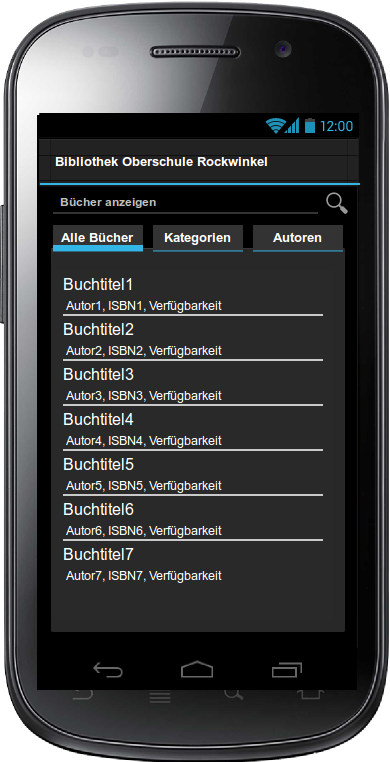 12:00
Bibliothek Oberschule Rockwinkel
Bücher anzeigen
Alle Bücher Kategorien Autoren
Buchtitel1
Autor1, ISBN1, Verfügbarkeit
Buchtitel2
Autor2, ISBN2, Verfügbarkeit
Buchtitel3
Autor3, ISBN3, Verfügbarkeit
Buchtitel4
Autor4, ISBN4, Verfügbarkeit
Buchtitel5
Autor5, ISBN5, Verfügbarkeit
Buchtitel6
Autor6, ISBN6, Verfügbarkeit
Buchtitel7
Autor7, ISBN7, Verfügbarkeit